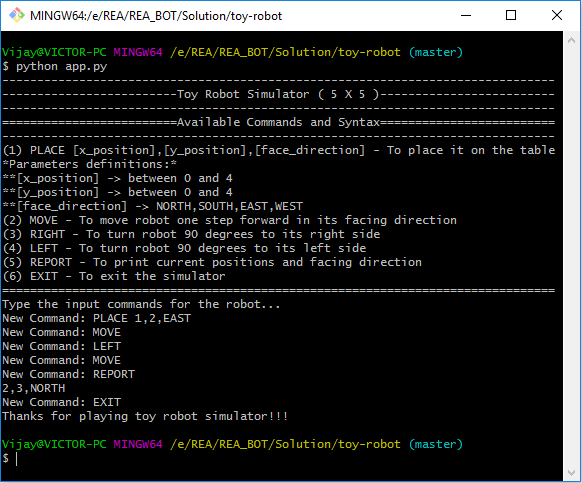 MINGW64:/e/REA/REA_BOT/Solution/toy-robot
Vijay@VICTOR-PC MINGW64 /e/REA/REA_BOT/Solution/toy-robot (master)
$ python app.py
-------------------------------------------------------------------------------
-------------------------Toy Robot Simulator ( 5 X 5 )-------------------------
-------------------------------------------------------------------------------
=========================Available Commands and Syntax=========================
-------------------------------------------------------------------------------
(1) PLACE [x_position],[y_position],[face_direction] - To place it on the table
*Parameters definitions:*
**[x_position] -> between 0 and 4
**[y_position] -> between 0 and 4
**[face_direction] -> NORTH,SOUTH,EAST,WEST
(2) MOVE - To move robot one step forward in its facing direction
(3) RIGHT - To turn robot 90 degrees to its right side
(4) LEFT - To turn robot 90 degrees to its left side
(5) REPORT - To print current positions and facing direction
(6) EXIT - To exit the simulator
===============================================================================
Type the input commands for the robot...
New Command: PLACE 1,2,EAST
New Command: MOVE
New Command: LEFT
New Command: MOVE
New Command: REPORT
2,3,NORTH
New Command: EXIT
Thanks for playing toy robot simulator!!!
Vijay@VICTOR-PC MINGW64 /e/REA/REA_BOT/Solution/toy-robot (master)
$